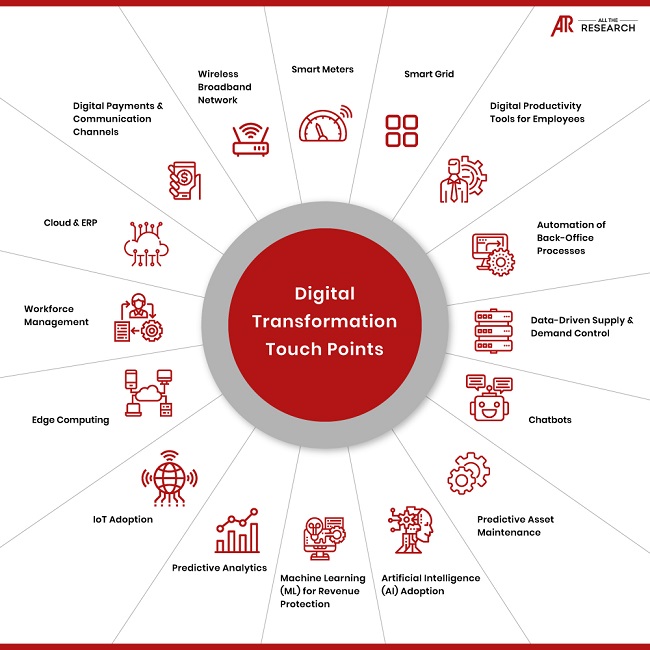 ATR
ALL THE
RESEARCH
Smart Meters
Smart Grid
Digital Productivity
Tools for Employees
Automation of
Back-Office
Processes
Data-Driven Supply &
Demand Control
Chatbots
Predictive Asset
Maintenance
Artificial Intelligence
(AI) Adoption
Machine Learning
(ML) for Revenue
Protection
Predictive Analytics
IoT Adoption
Edge Computing
Workforce
Management
Cloud & ERP
Digital Payments &
Communication
Channels
Wireless
Broadband
Network
Digital
Transformation
Touch Points
$